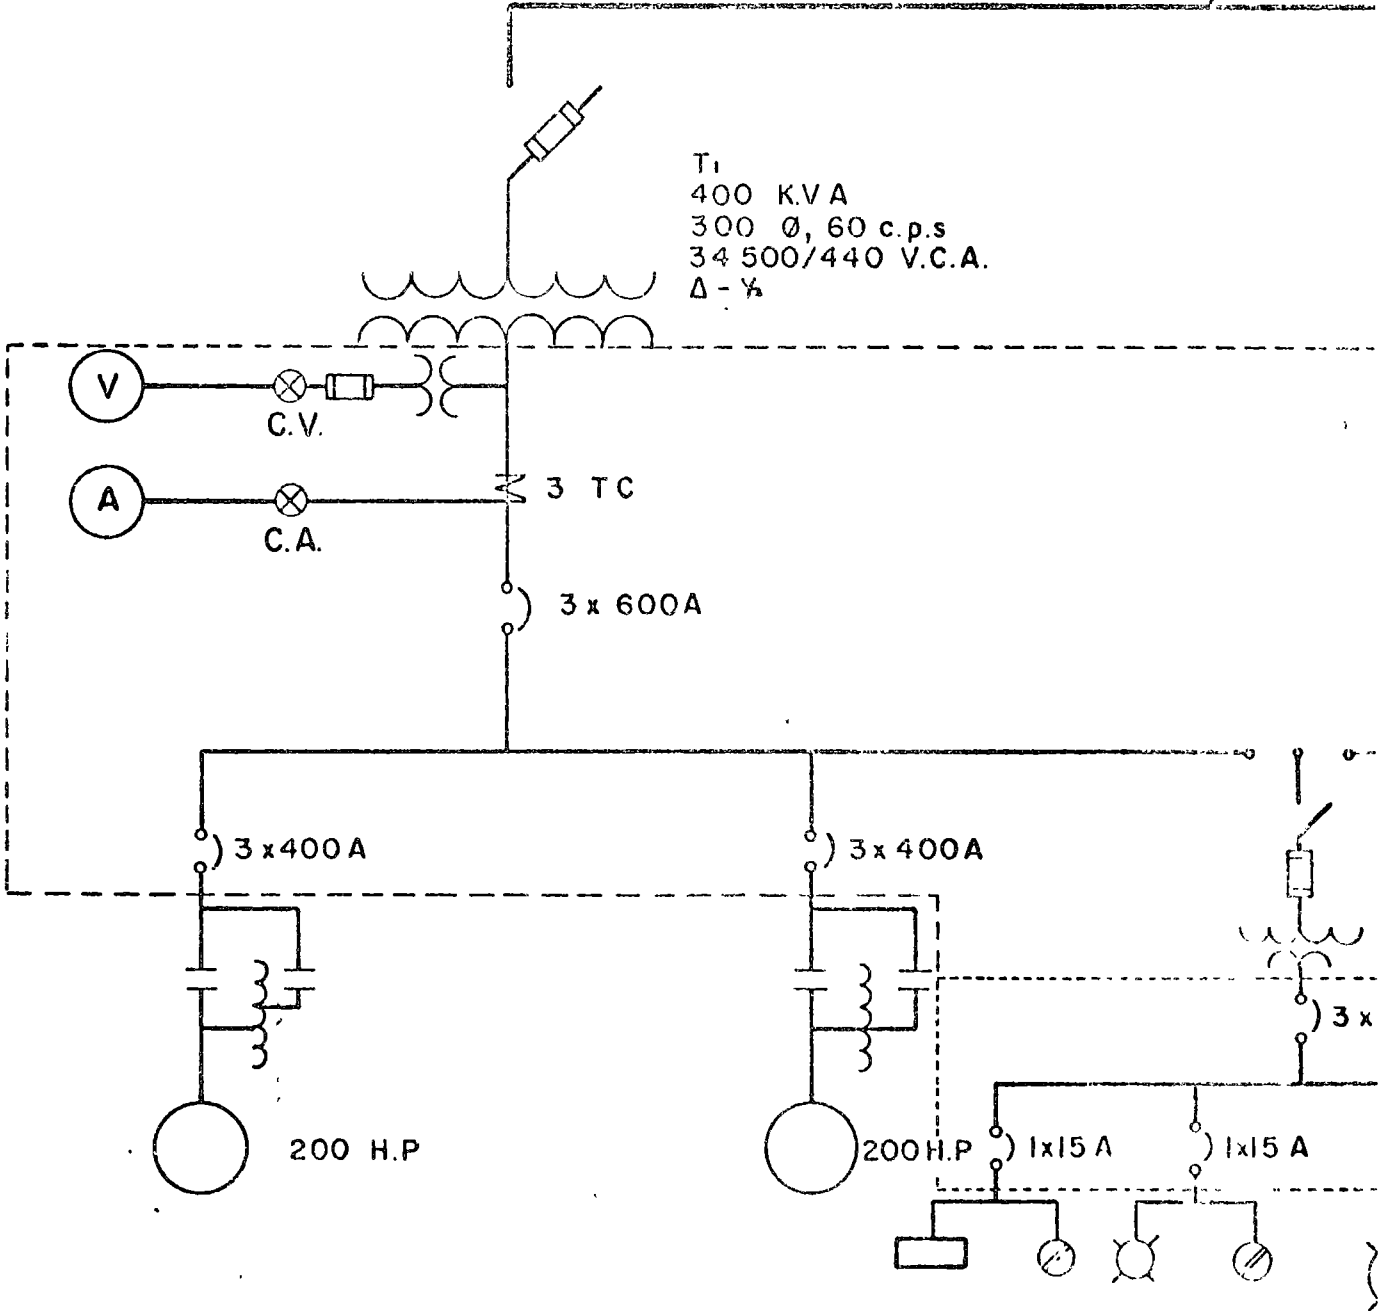 T1
400 K.V A
300 Ø, 60 c.p.s
34 500/440 V.C.A.
Δ -
V
C.V.
A
3 TC
C.A.
3 x 600A
3 x 400 A
3 x 400A
3 x
200 H.P
200 H.P
1x15 A
1x15 A